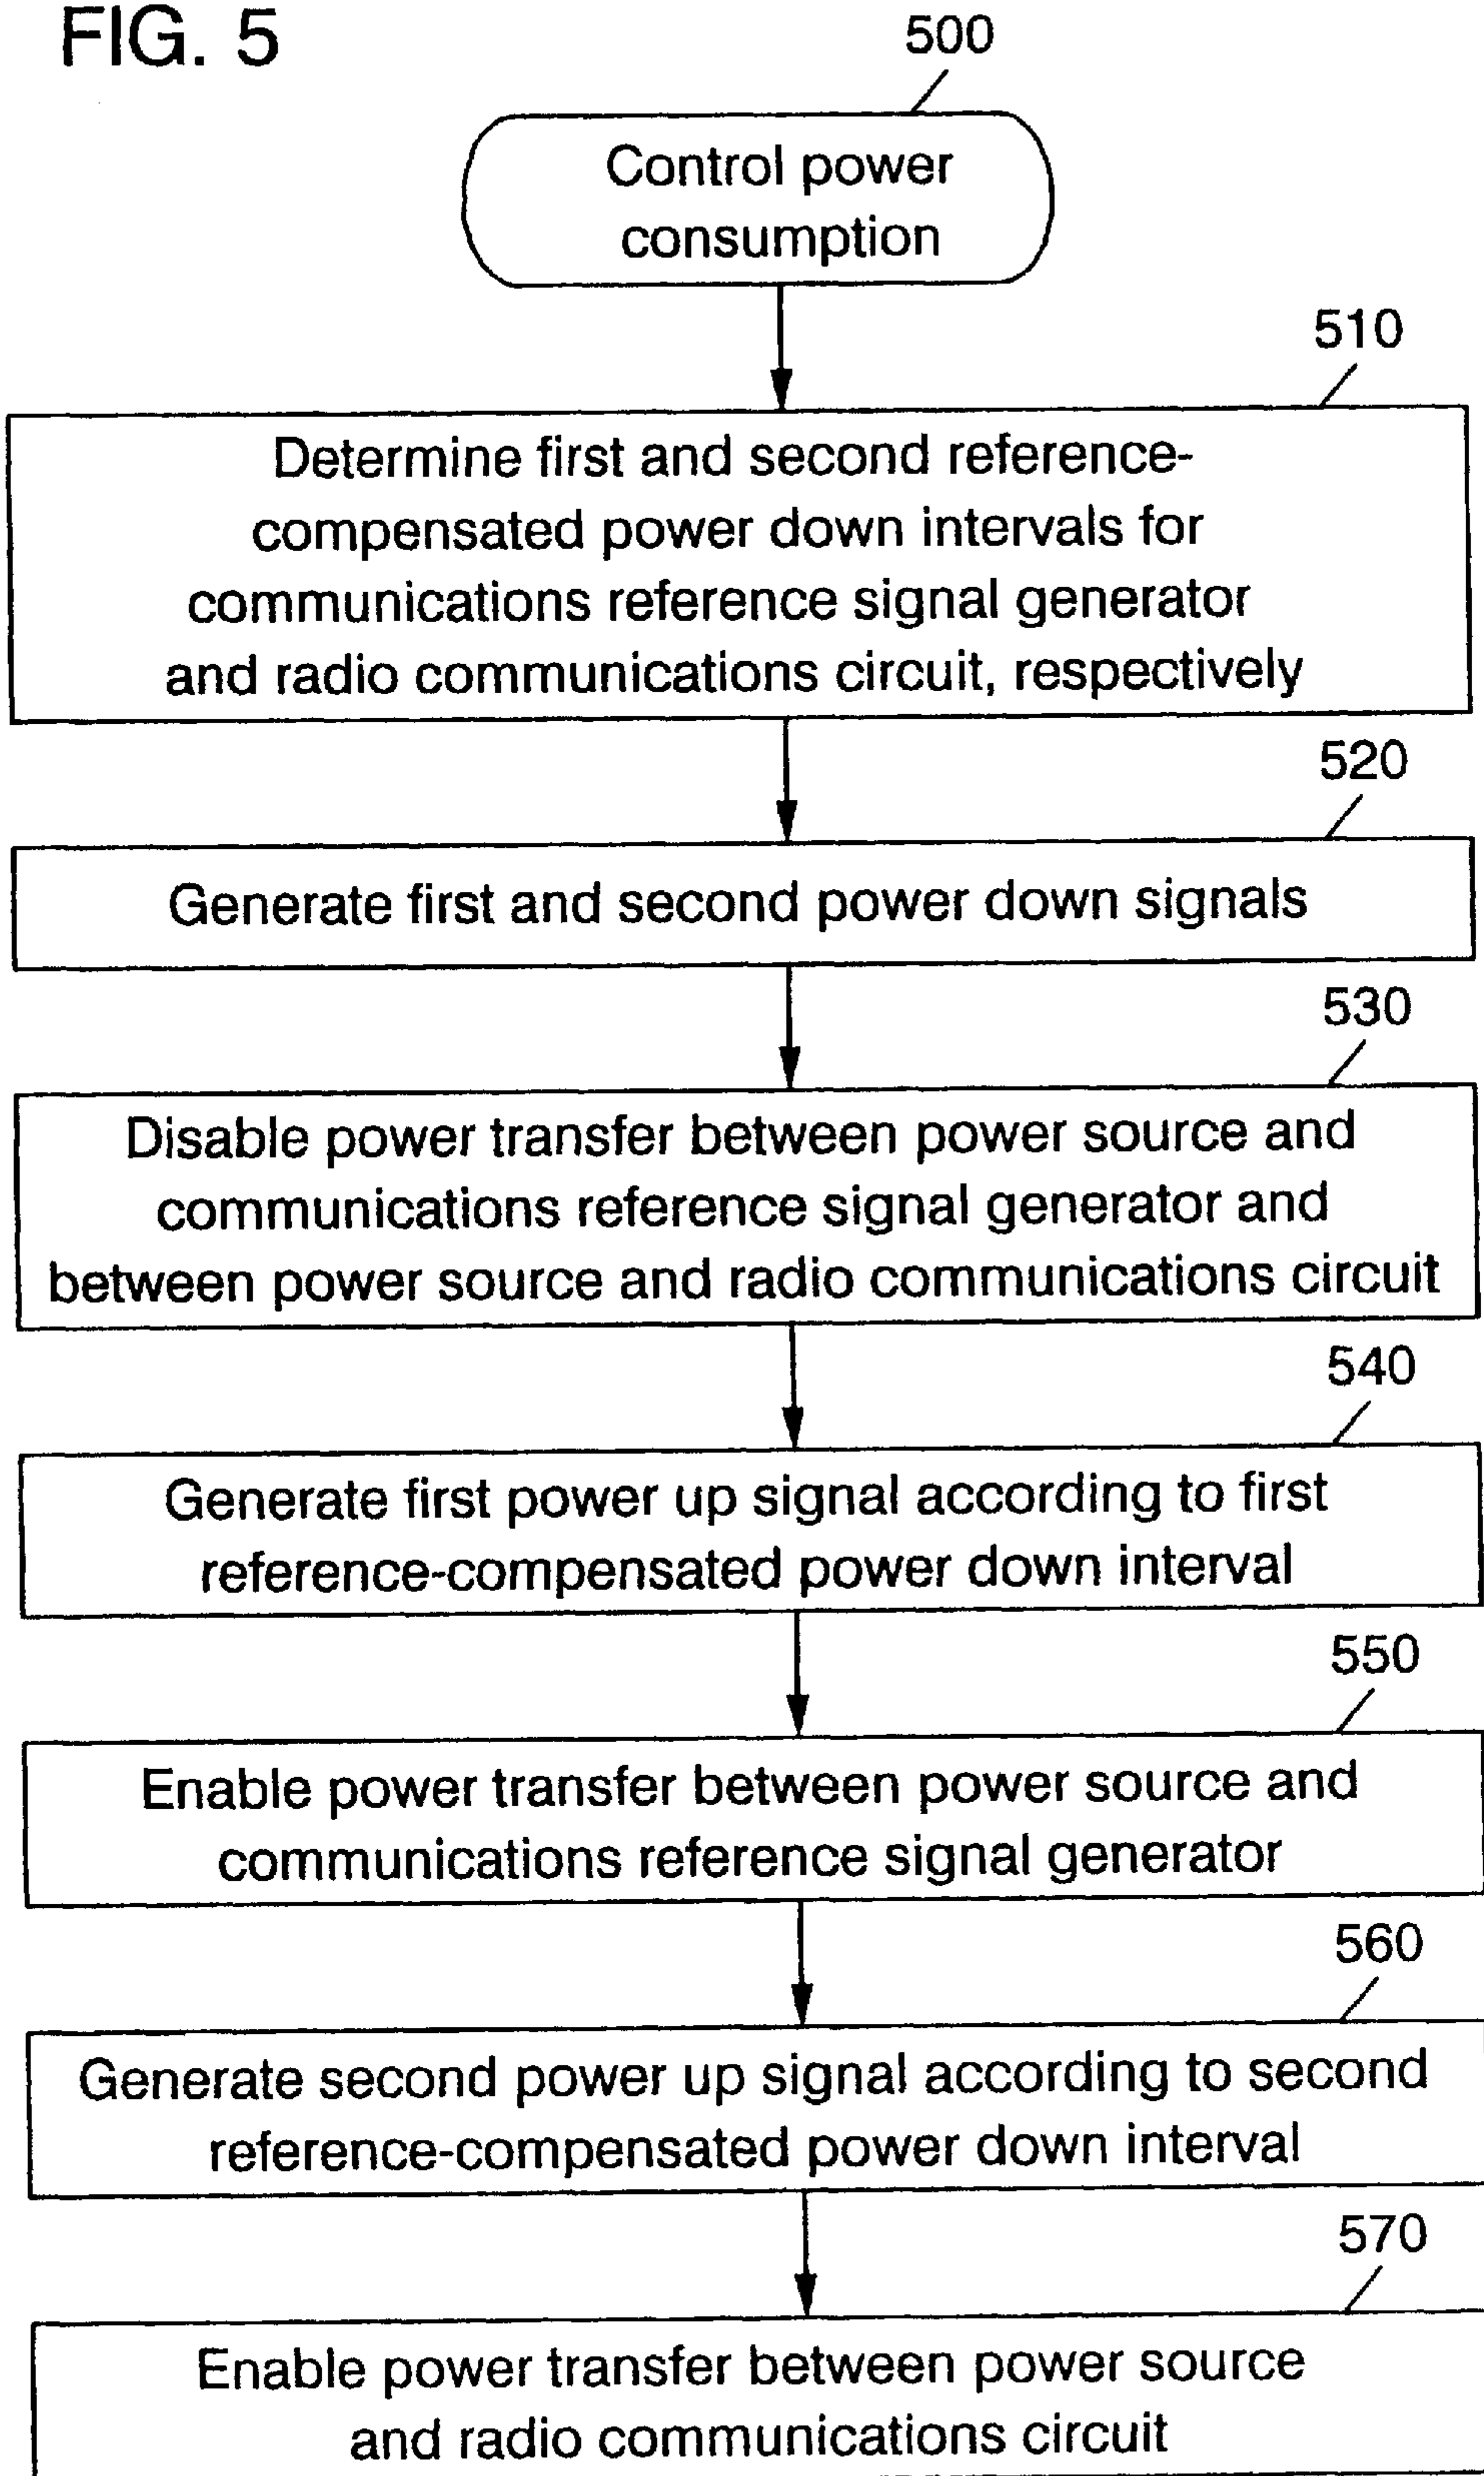 FIG. 5
500
Control power
consumption
510
Determine first and second reference-
compensated power down intervals for
communications reference signal generator
and radio communications circuit, respectively
520
Generate first and second power down signals
530
Disable power transfer between power source and
communications reference signal generator and
between power source and radio communications circuit
540
Generate first power up signal according to first
reference-compensated power down interval
550
Enable power transfer between power source and
communications reference signal generator
560
Generate second power up signal according to second
reference-compensated power down interval
570
Enable power transfer between power source
and radio communications circuit